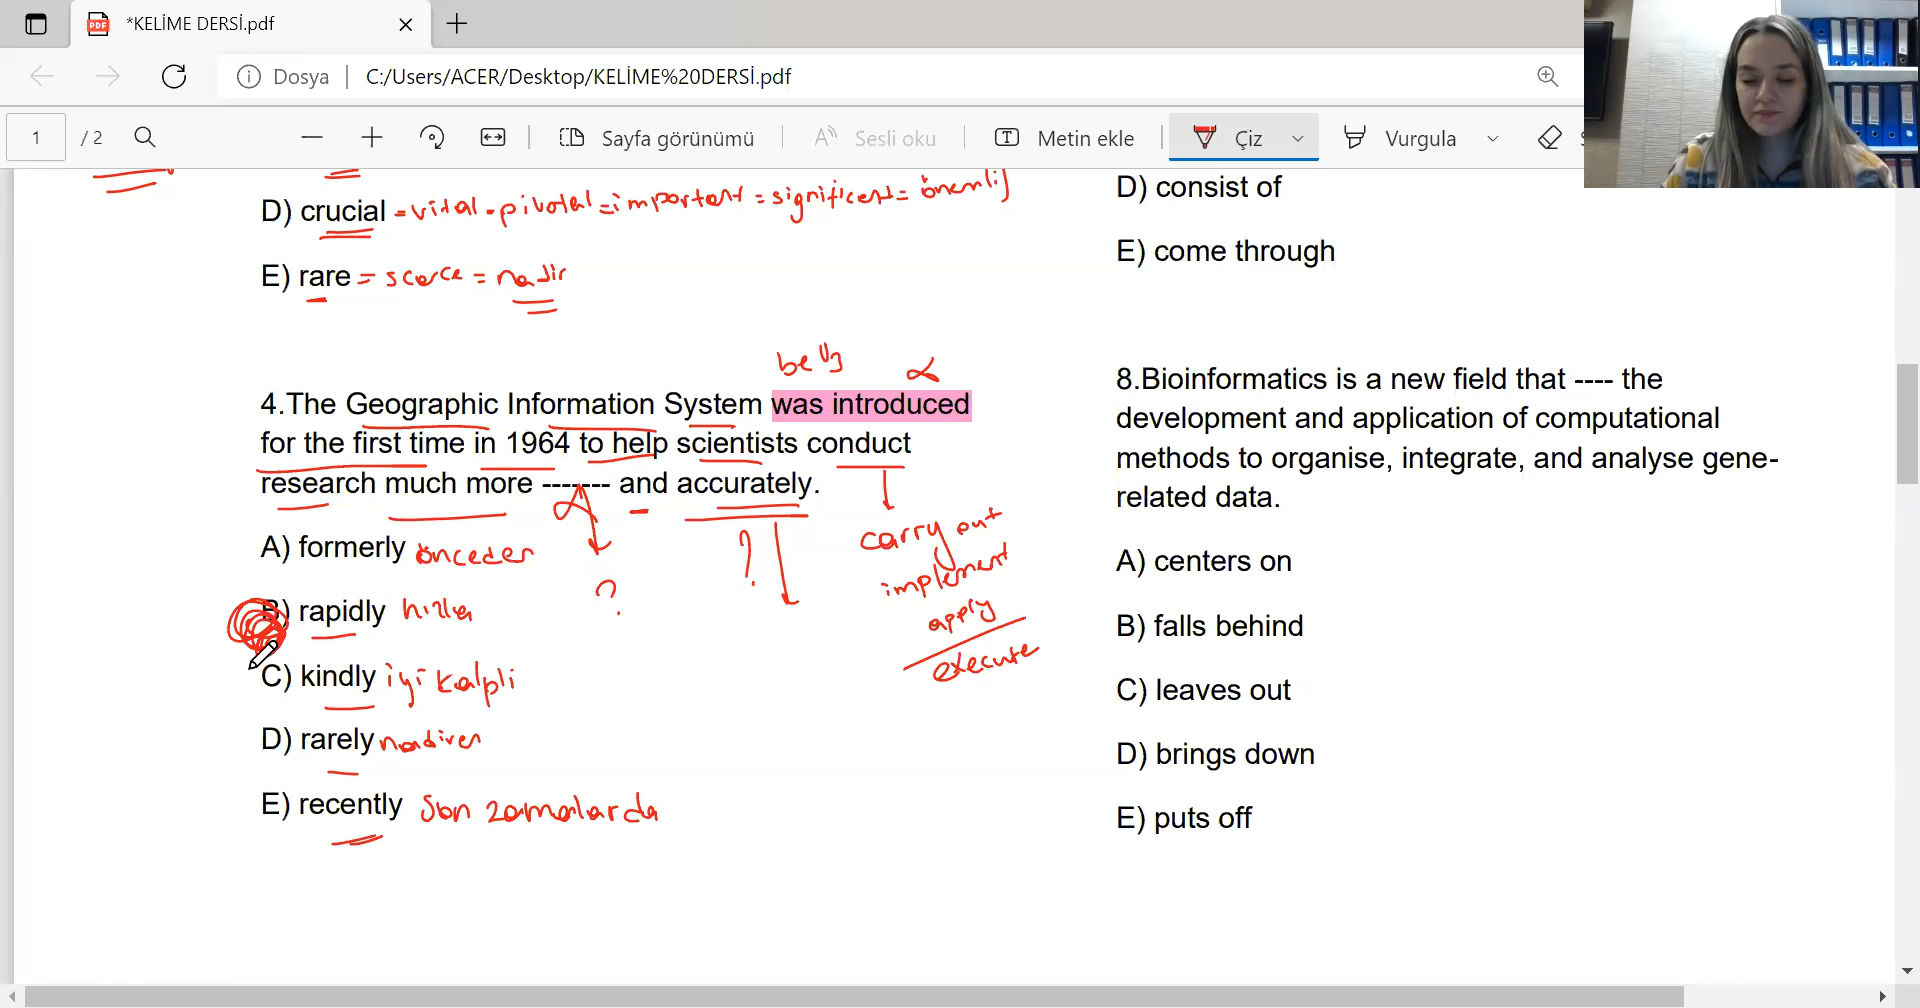 *KELİME DERSİ.pdf
Dosya | C:/Users/ACER/Desktop/KELİME%20DERSİ.pdf
1 / 2 Sayfa görünümü Sesli oku Metin ekle Çiz Vurgula
D) crucial = vital = pivotal = important = significant = önemli
E) rare = scarce = nadir
be V3
4.The Geographic Information System was introduced
for the first time in 1964 to help scientists conduct
research much more ------- and accurately.
? ?
carry out
implement
apply
execute
A) formerly önceden
B) rapidly hızla
C) kindly iyi kalpli
D) rarely nadiren
E) recently son zamanlarda
D) consist of
E) come through
8.Bioinformatics is a new field that ---- the
development and application of computational
methods to organise, integrate, and analyse gene-
related data.
A) centers on
B) falls behind
C) leaves out
D) brings down
E) puts off